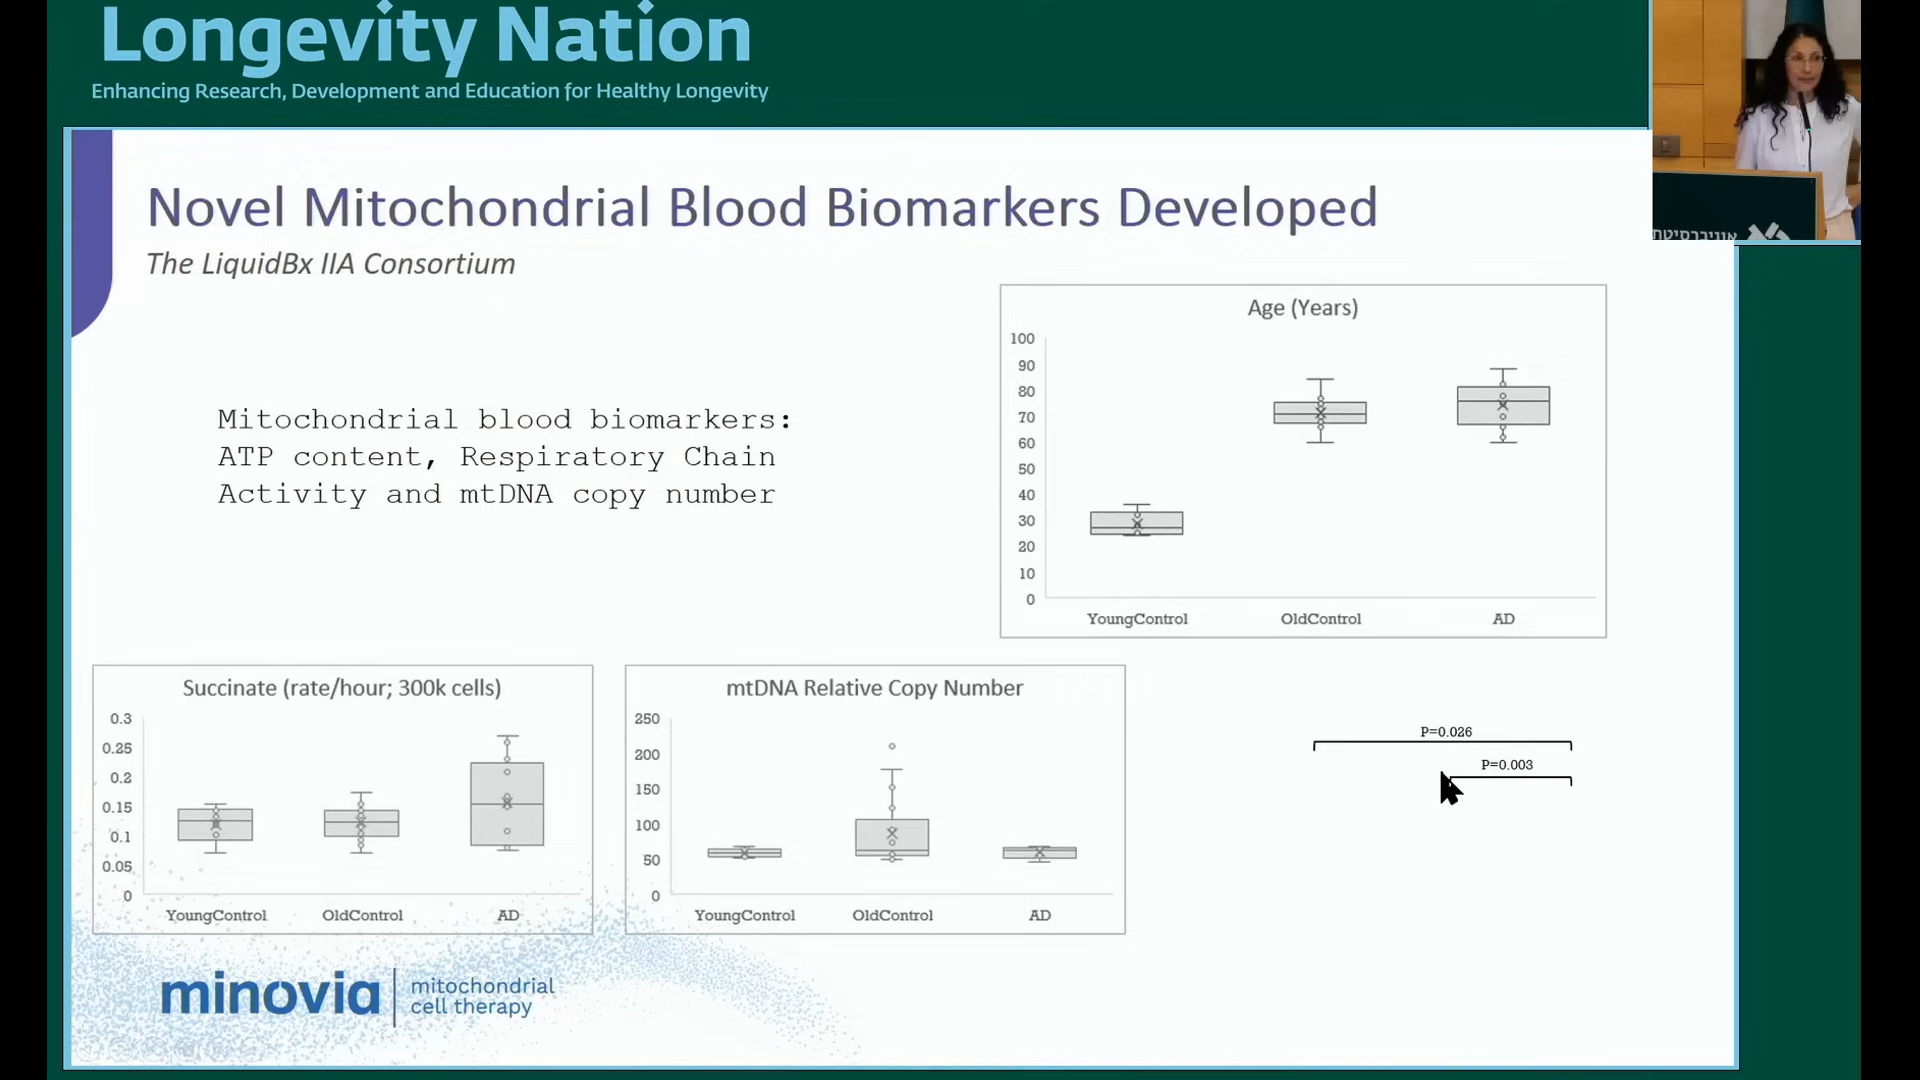 Longevity Nation
Enhancing Research, Development and Education for Healthy Longevity
Novel Mitochondrial Blood Biomarkers Developed
The LiquidBx IIA Consortium
Mitochondrial blood biomarkers:
ATP content, Respiratory Chain
Activity and mtDNA copy number
Age (Years)
100
90
80
70
60
50
40
30
20
10
0
YoungControl OldControl AD
Succinate (rate/hour; 300k cells)
0.3
0.25
0.2
0.15
0.1
0.05
0
YoungControl OldControl AD
mtDNA Relative Copy Number
250
200
150
100
50
0
YoungControl OldControl AD
P=0.026
P=0.003
minovia
mitochondrial
cell therapy
אוניברסיטת